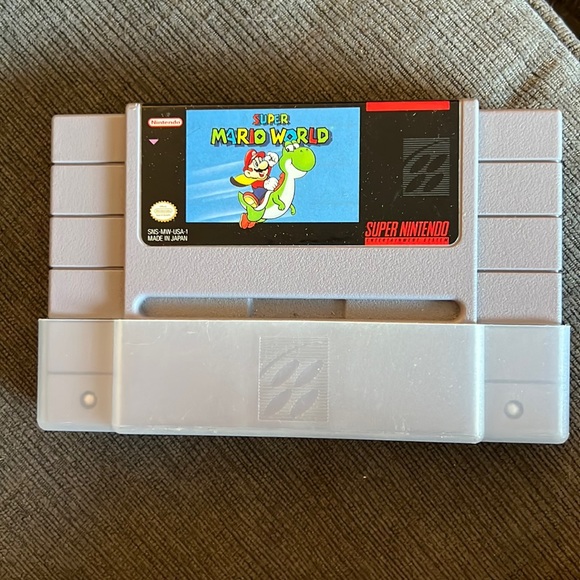 Nintendo
SUPER
MARIO WORLD
SNS-MW-USA-1
MADE IN JAPAN
SUPER NINTENDO
ENTERTAINMENT SYSTEM